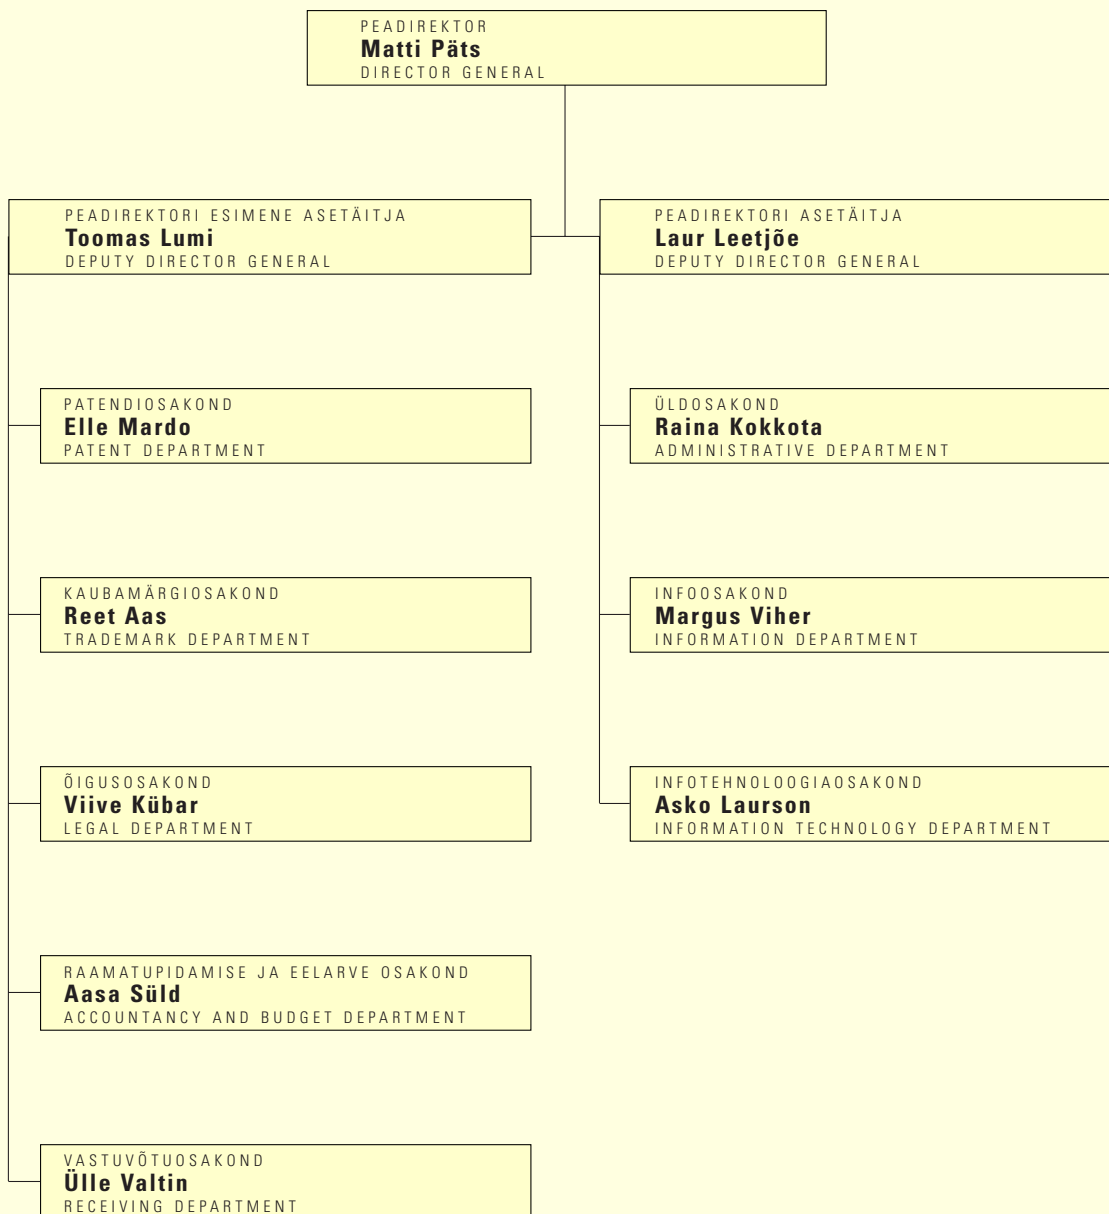 PEADIREKTOR
Matti Päts
DIRECTOR GENERAL
PEADIREKTORI ESIMENE ASETÄITJA
Toomas Lumi
DEPUTY DIRECTOR GENERAL
PEADIREKTORI ASETÄITJA
Laur Leetjõe
DEPUTY DIRECTOR GENERAL
PATENDIOSAKOND
Elle Mardo
PATENT DEPARTMENT
ÜLDOSAKOND
Raina Kokkota
ADMINISTRATIVE DEPARTMENT
KAUBAMÄRGIOSAKOND
Reet Aas
TRADEMARK DEPARTMENT
INFOOSAKOND
Margus Viher
INFORMATION DEPARTMENT
ÕIGUSOSAKOND
Viive Kübar
LEGAL DEPARTMENT
INFOTEHNOLOOGIAOSAKOND
Asko Laurson
INFORMATION TECHNOLOGY DEPARTMENT
RAAMATUPIDAMISE JA EELARVE OSAKOND
Aasa Süld
ACCOUNTANCY AND BUDGET DEPARTMENT
VASTUVÕTUOSAKOND
Ülle Valtin
RECEIVING DEPARTMENT